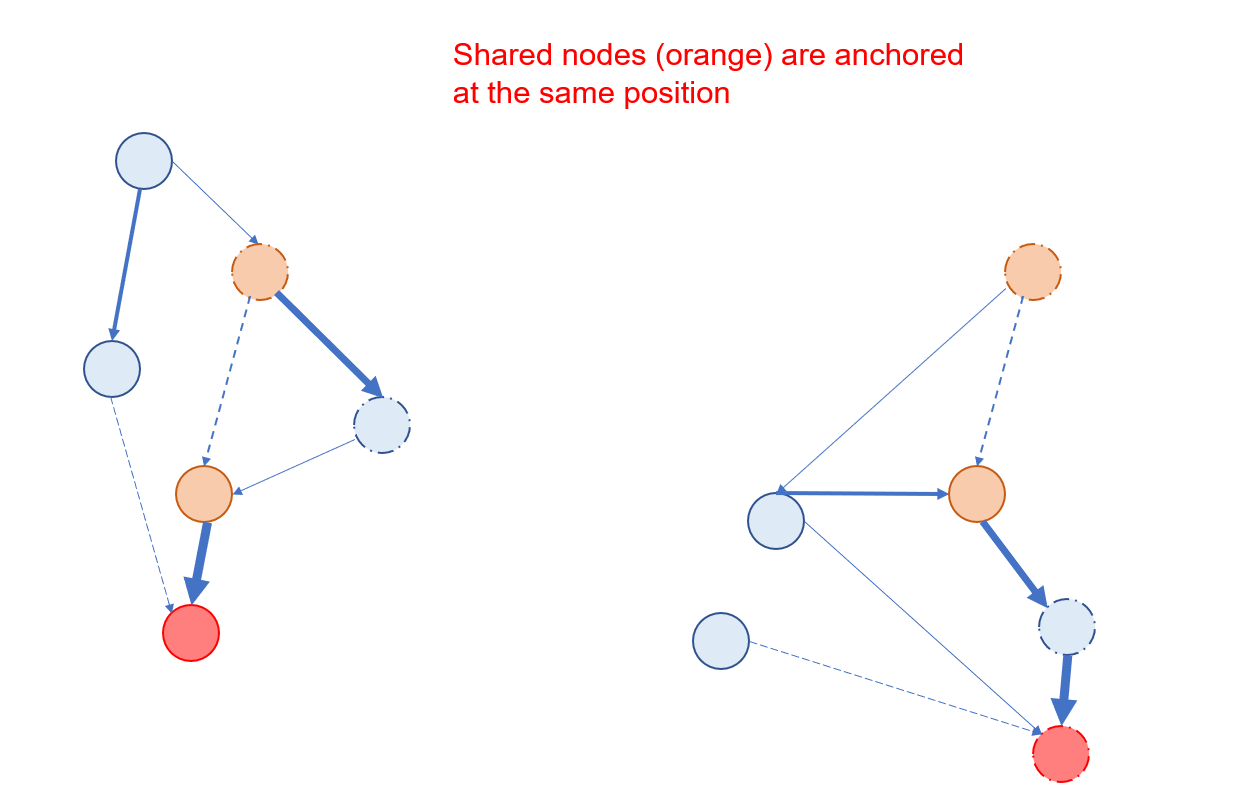 Shared nodes (orange) are anchored
at the same position